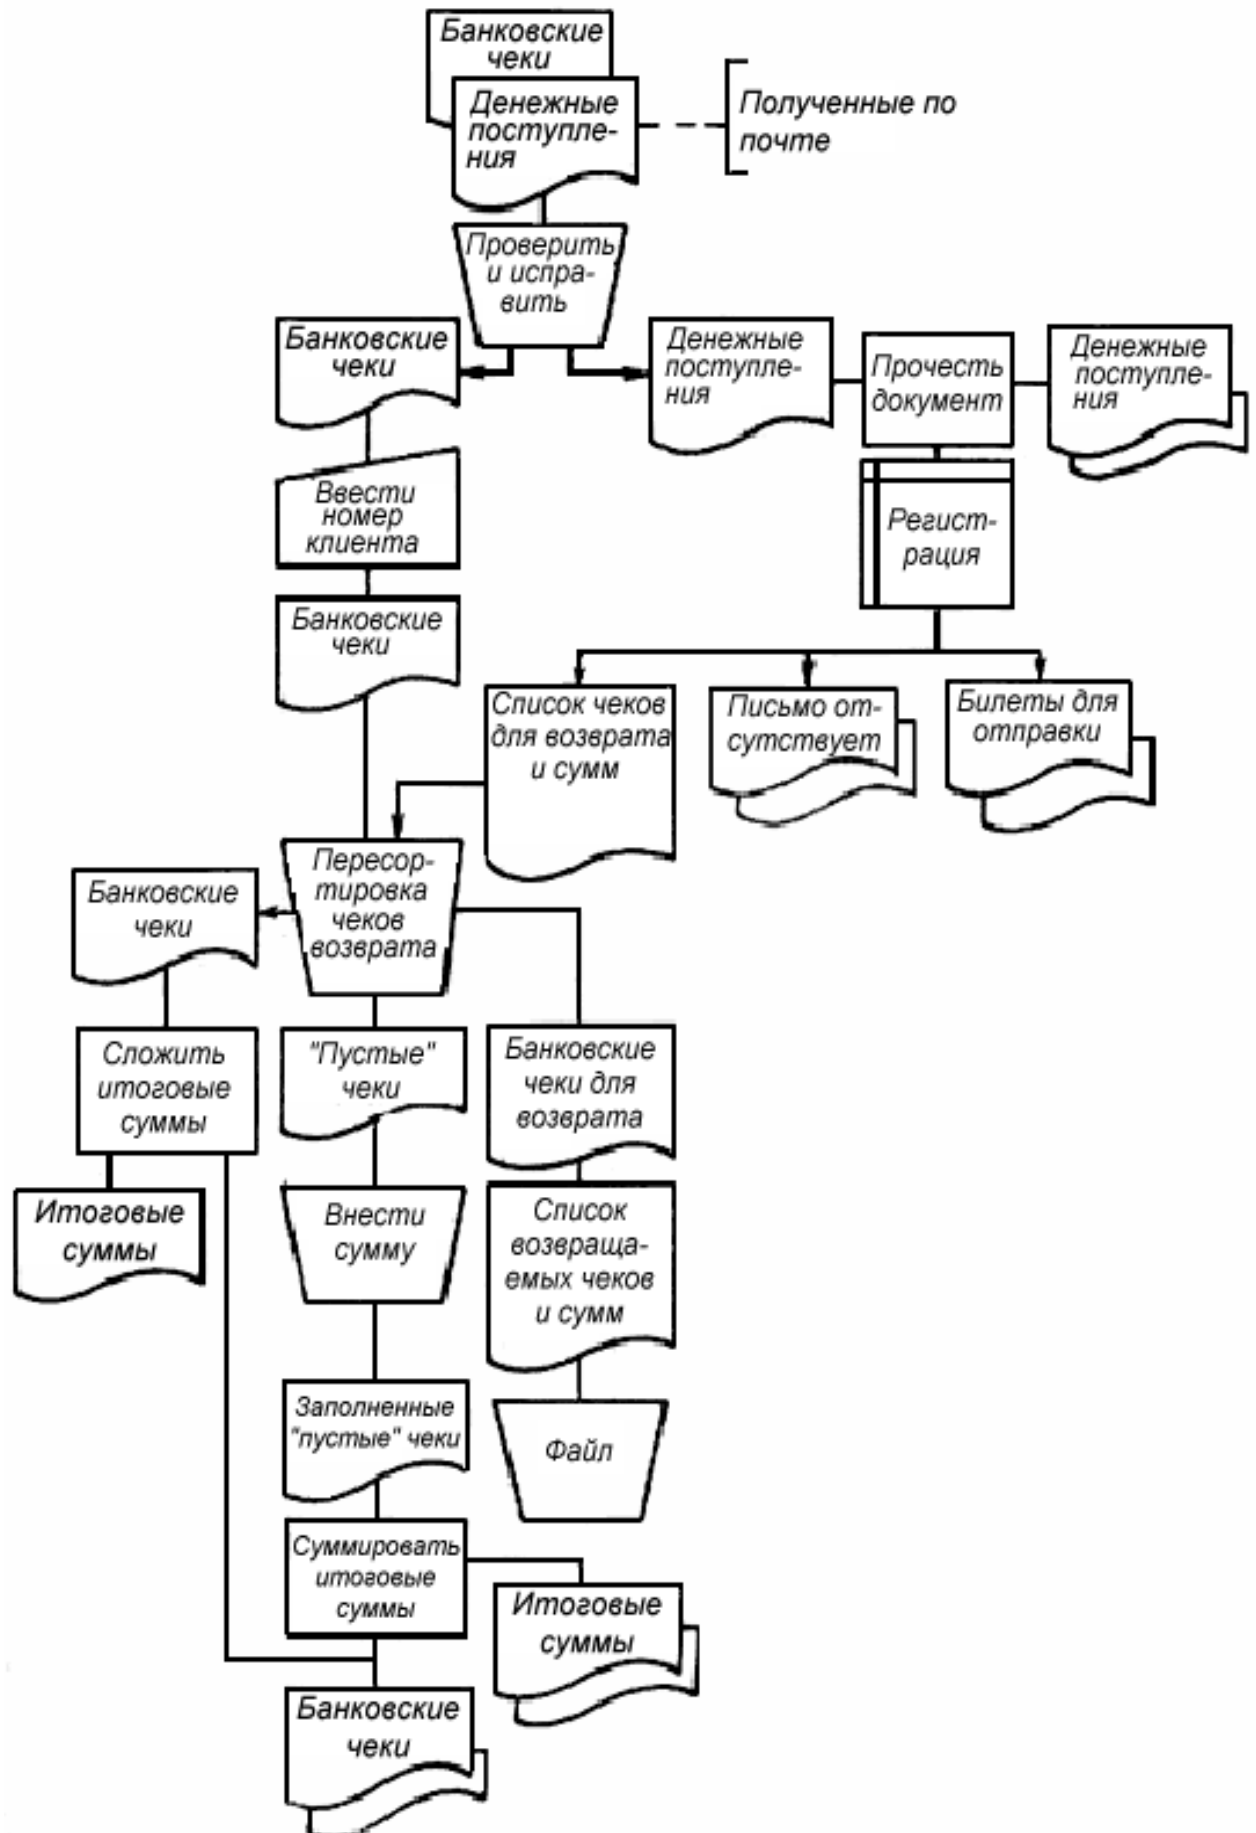 Банковские
чеки
Денежные
поступле-
ния
Полученные по
почте
Проверить
и испра-
вить
Банковские
чеки
Денежные
поступле-
ния
Прочесть
документ
Денежные
поступле-
ния
Ввести
номер
клиента
Регист-
рация
Банковские
чеки
Список чеков
для возврата
и сумм
Письмо от-
сутствует
Билеты для
отправки
Пересор-
тировка
чеков
возврата
Банковские
чеки
Сложить
итоговые
суммы
"Пустые"
чеки
Банковские
чеки для
возврата
Итоговые
суммы
Внести
сумму
Список
возвраща-
емых чеков
и сумм
Заполненные
"пустые" чеки
Файл
Суммировать
итоговые
суммы
Итоговые
суммы
Банковские
чеки